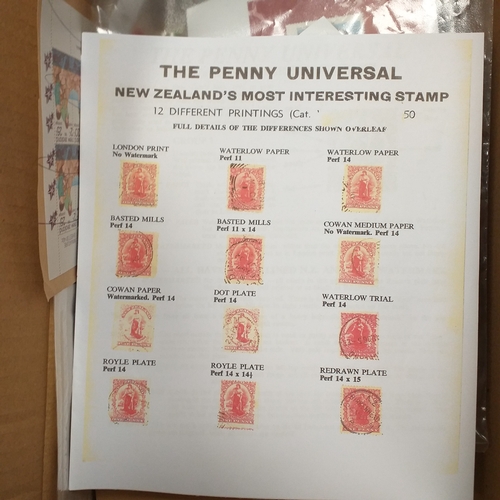 THE PENNY UNIVERSAL
NEW ZEALAND'S MOST INTERESTING STAMP
12 DIFFERENT PRINTINGS (Cat. ' 50
FULL DETAILS OF THE DIFFERENCES SHOWN OVERLEAF
LONDON PRINT
No Watermark
WATERLOW PAPER
Perf 11
WATERLOW PAPER
Perf 14
BASTED MILLS
Perf 14
BASTED MILLS
Perf 11 x 14
COWAN MEDIUM PAPER
No Watermark. Perf 14
COWAN PAPER
Watermarked. Perf 14
DOT PLATE
Perf 14
WATERLOW TRIAL
Perf 14
ROYLE PLATE
Perf 14
ROYLE PLATE
Perf 14 x 14½
REDRAWN PLATE
Perf 14 x 15